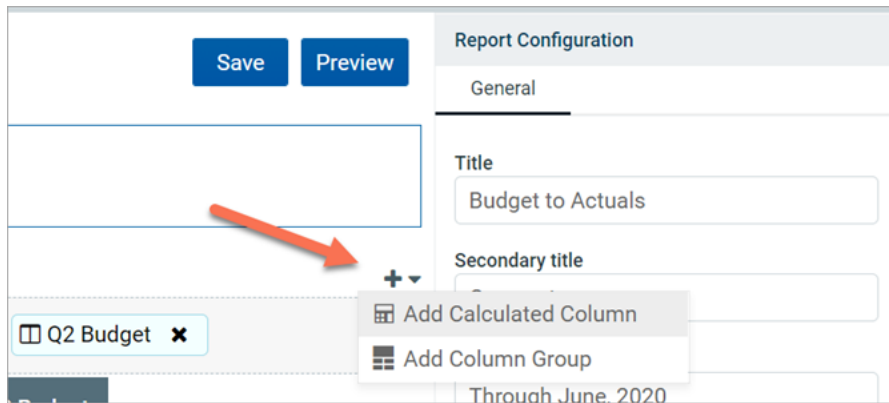 Report Configuration
Save
Preview
General
Title
Budget to Actuals
Secondary title
Add Calculated Column
Q2 Budget
Add Column Group
Through June, 2020